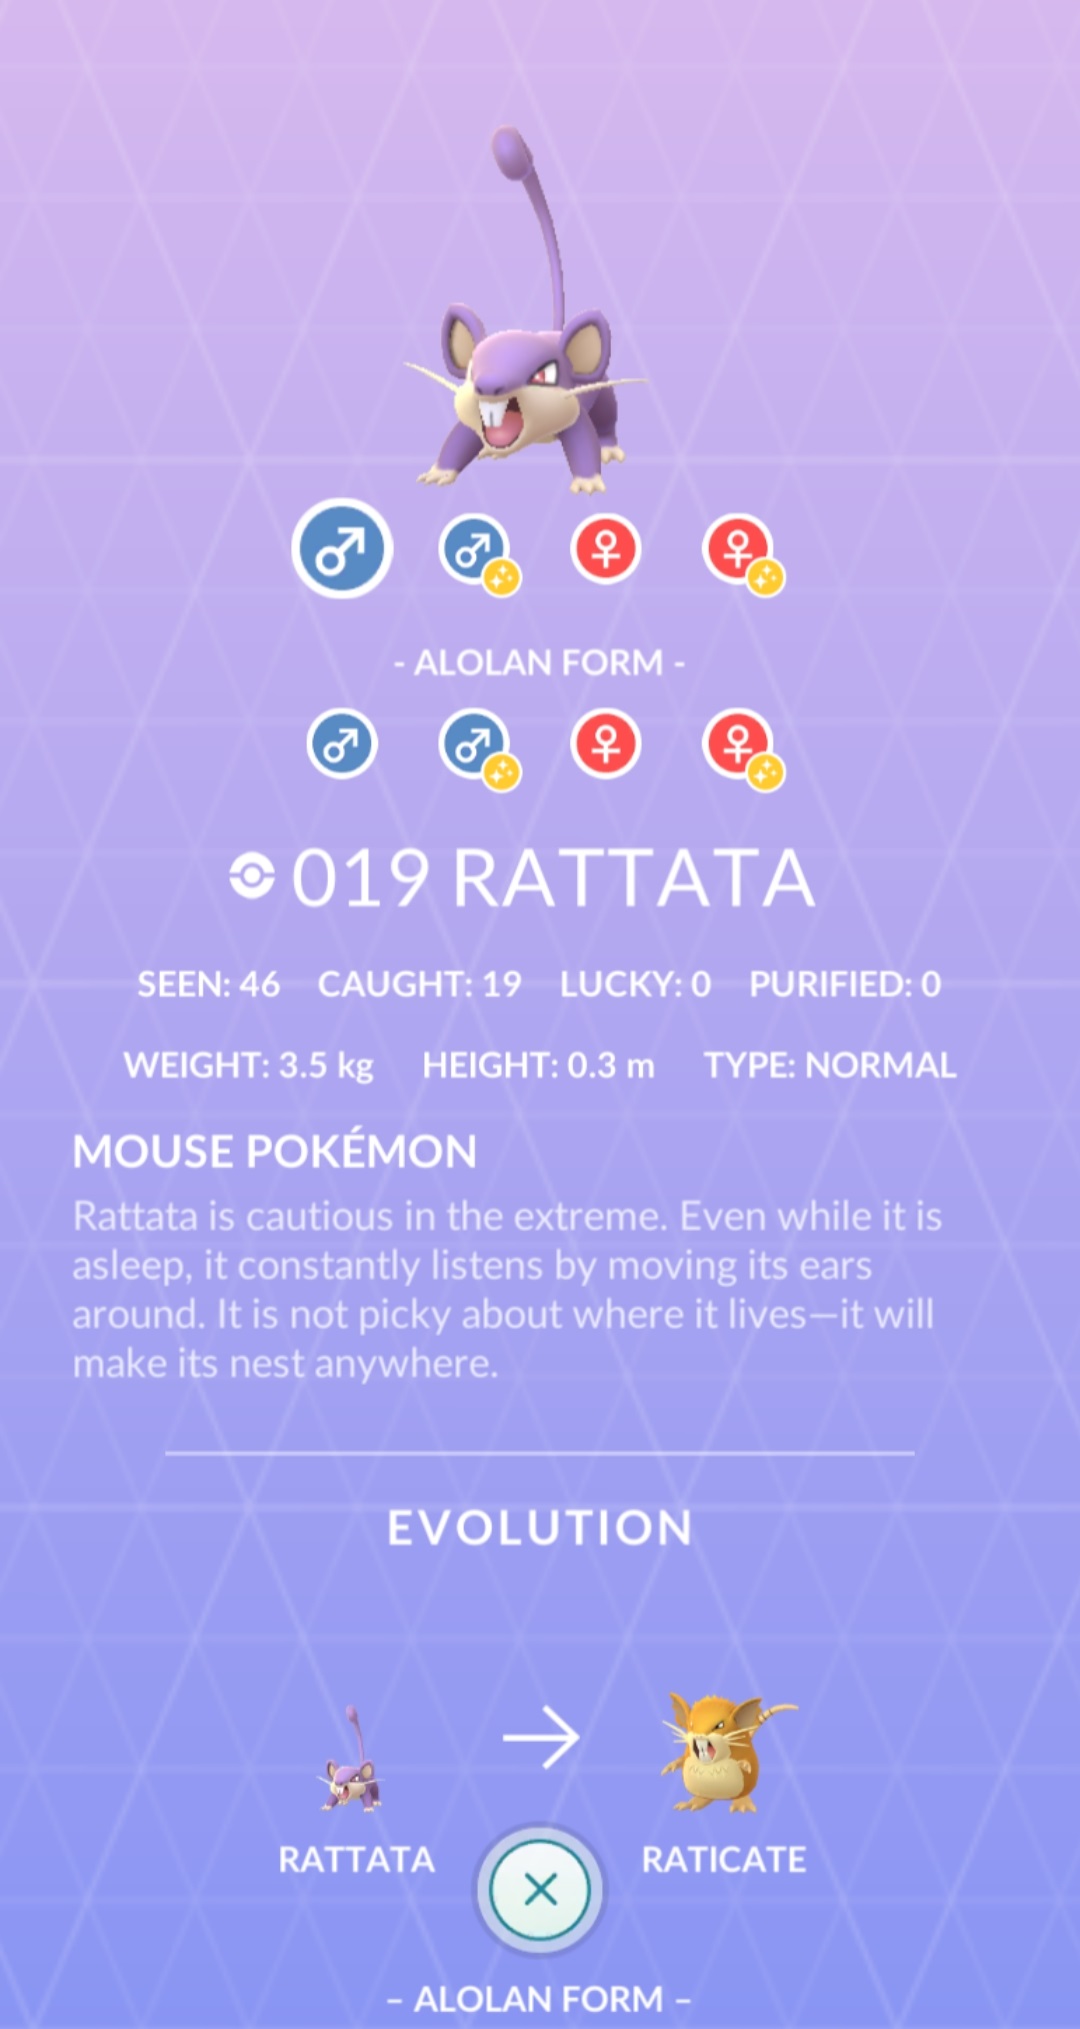 - ALOLAN FORM -
019 RATTATA
SEEN: 46 CAUGHT: 19 LUCKY: 0 PURIFIED: 0
WEIGHT: 3.5 kg HEIGHT: 0.3 m TYPE: NORMAL
MOUSE POKÉMON
Rattata is cautious in the extreme. Even while it is
asleep, it constantly listens by moving its ears
around. It is not picky about where it lives—it will
make its nest anywhere.
EVOLUTION
RATTATA RATICATE
– ALOLAN FORM –